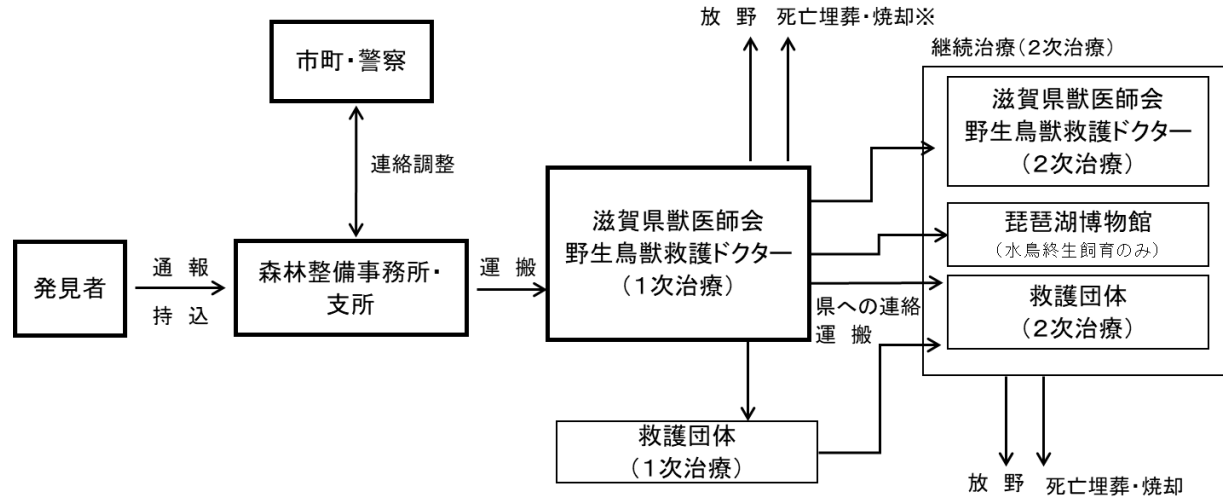 放 野 死亡埋葬・焼却※
継続治療(2次治療)
市町・警察
滋賀県獣医師会
野生鳥獣救護ドクター
(2次治療)
連絡調整
滋賀県獣医師会
野生鳥獣救護ドクター
(1次治療)
琵琶湖博物館
(水鳥終生飼育のみ)
発見者
通 報
持 込
森林整備事務所・
支所
運 搬
県への連絡
運 搬
救護団体
(2次治療)
救護団体
(1次治療)
放 野 死亡埋葬・焼却